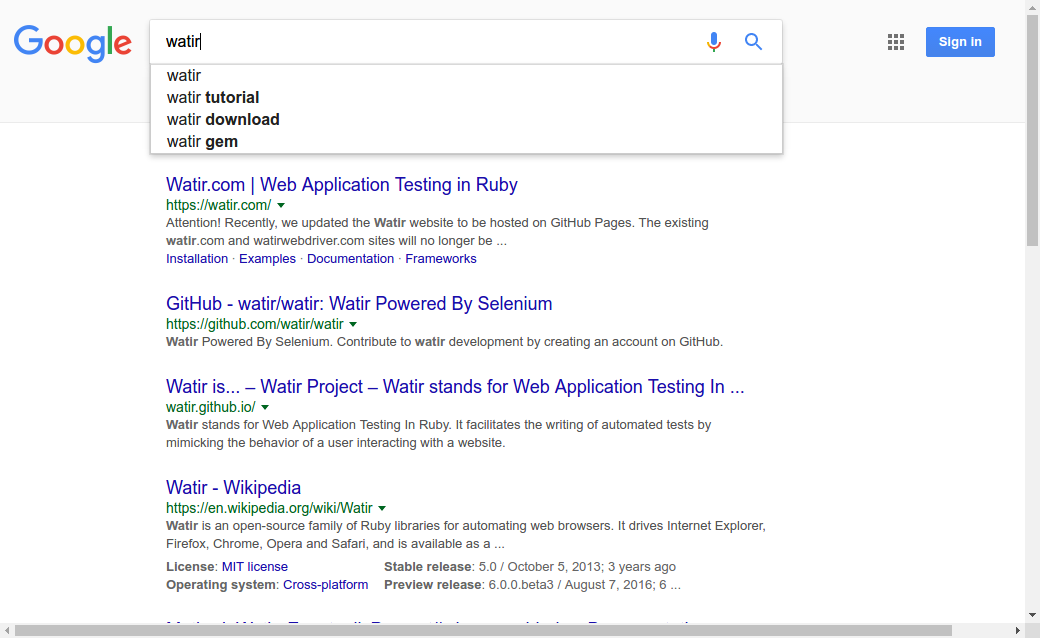 Google
watir
Sign in
watir
watir tutorial
watir download
watir gem
Watir.com | Web Application Testing in Ruby
https://watir.com/
Attention! Recently, we updated the Watir website to be hosted on GitHub Pages. The existing
watir.com and watirwebdriver.com sites will no longer be ...
Installation · Examples · Documentation · Frameworks
GitHub - watir/watir: Watir Powered By Selenium
https://github.com/watir/watir
Watir Powered By Selenium. Contribute to watir development by creating an account on GitHub.
Watir is... – Watir Project – Watir stands for Web Application Testing In ...
watir.github.io/
Watir stands for Web Application Testing In Ruby. It facilitates the writing of automated tests by
mimicking the behavior of a user interacting with a website.
Watir - Wikipedia
https://en.wikipedia.org/wiki/Watir
Watir is an open-source family of Ruby libraries for automating web browsers. It drives Internet Explorer,
Firefox, Chrome, Opera and Safari, and is available as a ...
License: MIT license Stable release: 5.0 / October 5, 2013; 3 years ago
Operating system: Cross-platform Preview release: 6.0.0.beta3 / August 7, 2016; 6 ...